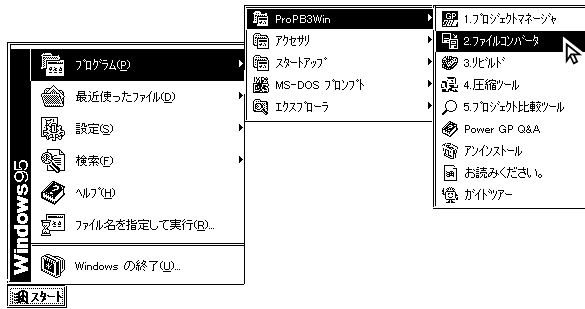 ProPB3Win
アクセサリ
スタートアップ
MS-DOS プロンプト
エクスプローラ
1.プロジェクトマネージャ
2.ファイルコンバータ
3.リビルド
4.圧縮ツール
5.プロジェクト比較ツール
Power GP Q&A
アンインストール
お読みください。
ガイドツアー
プログラム(P)
最近使ったファイル(D)
設定(S)
検索(F)
ヘルプ(H)
ファイル名を指定して実行(R)...
Windows の終了(U)...
Windows95
スタート
GP